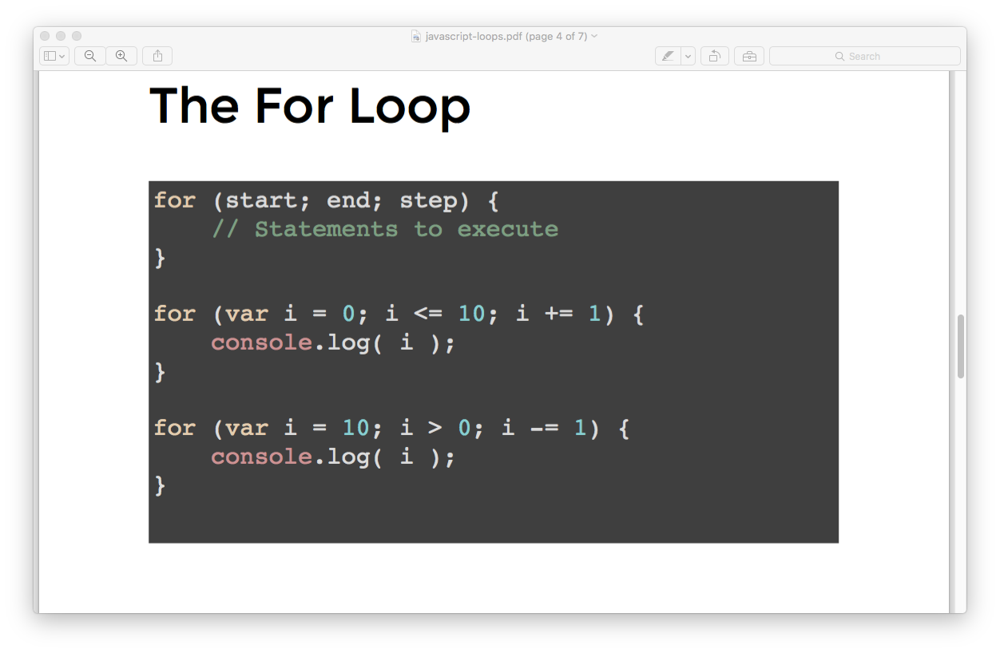 javascript-loops.pdf (page 4 of 7)
Search
The For Loop
for (start; end; step) {
    // Statements to execute
}
for (var i = 0; i <= 10; i += 1) {
    console.log( i );
}
for (var i = 10; i > 0; i -= 1) {
    console.log( i );
}